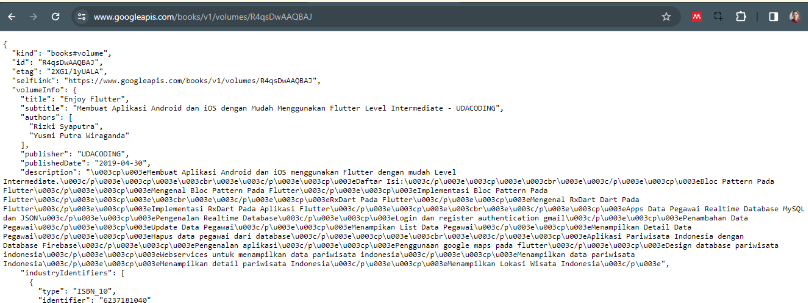 www.googleapis.com/books/v1/volumes/R4qsDwAAQBAJ
{
"kind": "books#volume",
"id": "R4qsDwAAQBAJ",
"etag": "2XG1/1yUALA",
"selfLink": "https://www.googleapis.com/books/v1/volumes/R4qsDwAAQBAJ",
"volumeInfo": {
"title": "Enjoy Flutter",
"subtitle": "Membuat Aplikasi Android dan iOS dengan Mudah Menggunakan Flutter Level Intermediate - UDACODING",
"authors": [
"Rizki Syaputra",
"Yusmi Putra Wiraganda"
],
"publisher": "UDACODING",
"publishedDate": "2019-04-30",
"description": "\u003cp\u003eMembuat Aplikasi Android dan iOS menggunakan Flutter dengan mudah Level
Intermediate.\u003c/p\u003e\u003cp\u003e\u003cbr\u003e\u003c/p\u003e\u003cp\u003eDaftar Isi:\u003c/p\u003e\u003cp\u003e\u003cbr\u003e\u003c/p\u003e\u003cp\u003eBloc Pattern Pada
Flutter\u003c/p\u003e\u003cp\u003eMengenal Bloc Pattern Pada Flutter\u003c/p\u003e\u003cp\u003eImplementasi Bloc Pattern Pada
Flutter\u003c/p\u003e\u003cp\u003e\u003cbr\u003e\u003c/p\u003e\u003cp\u003eRxDart Pada Flutter\u003c/p\u003e\u003cp\u003eMengenal RxDart Dart Pada
Flutter\u003c/p\u003e\u003cp\u003eImplementasi RxDart Pada Aplikasi Flutter\u003c/p\u003e\u003cp\u003e\u003cbr\u003e\u003c/p\u003e\u003cp\u003eApps Data Pegawai Realtime Database MySQL
dan JSON\u003c/p\u003e\u003cp\u003ePengenalan Realtime Database\u003c/p\u003e\u003cp\u003eLogin dan register authentication gmail\u003c/p\u003e\u003cp\u003ePenambahan Data
Pegawai\u003c/p\u003e\u003cp\u003eUpdate Data Pegawai\u003c/p\u003e\u003cp\u003eMenampilkan List Data Pegawai\u003c/p\u003e\u003cp\u003eMenampilkan Detail Data
Pegawai\u003c/p\u003e\u003cp\u003eHapus data pegawai dari database\u003c/p\u003e\u003cp\u003e\u003cbr\u003e\u003c/p\u003e\u003cp\u003eAplikasi Pariwisata Indonesia dengan
Database Firebase\u003c/p\u003e\u003cp\u003ePengenalan aplikasi\u003c/p\u003e\u003cp\u003ePenggunaan google maps pada flutter\u003c/p\u003e\u003cp\u003eDesign database pariwisata
indonesia\u003c/p\u003e\u003cp\u003eWebservices untuk menampilkan data pariwisata indonesia\u003c/p\u003e\u003cp\u003eMenampilkan data pariwisata
Indonesia\u003c/p\u003e\u003cp\u003eMenampilkan detail pariwisata Indonesia\u003c/p\u003e\u003cp\u003eMenampilkan Lokasi Wisata Indonesia\u003c/p\u003e",
"industryIdentifiers": [
{
"type": "ISBN_10",
"identifier": "6237181040"